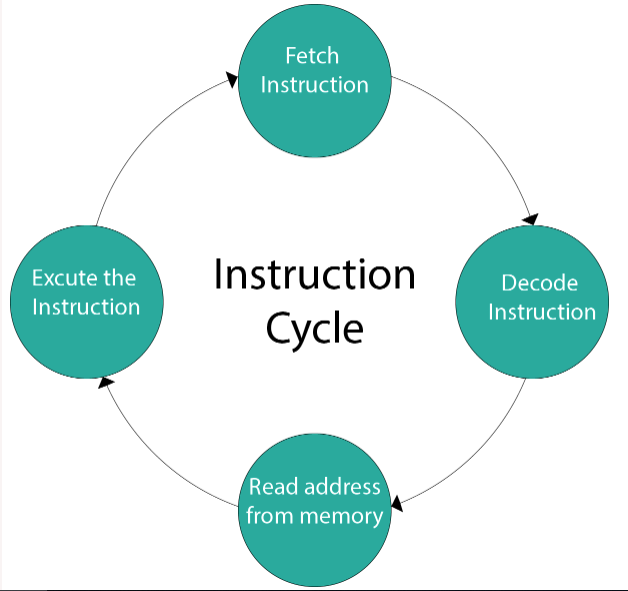 Fetch
Instruction
Decode
Instruction
Read address
from memory
Excute the
Instruction
Instruction
Cycle